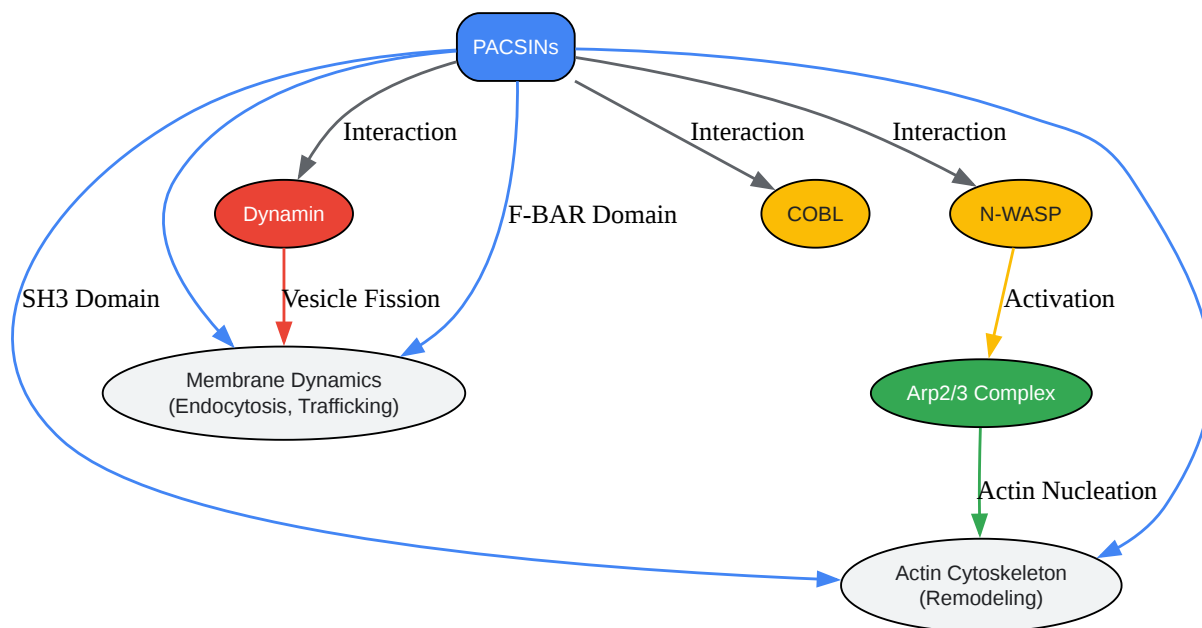 PACSINs
Interaction
Interaction
Interaction
Dynamin
F-BAR Domain
COBL
N-WASP
SH3 Domain
Vesicle Fission
Activation
Membrane Dynamics
(Endocytosis, Trafficking)
Arp2/3 Complex
Actin Nucleation
Actin Cytoskeleton
(Remodeling)